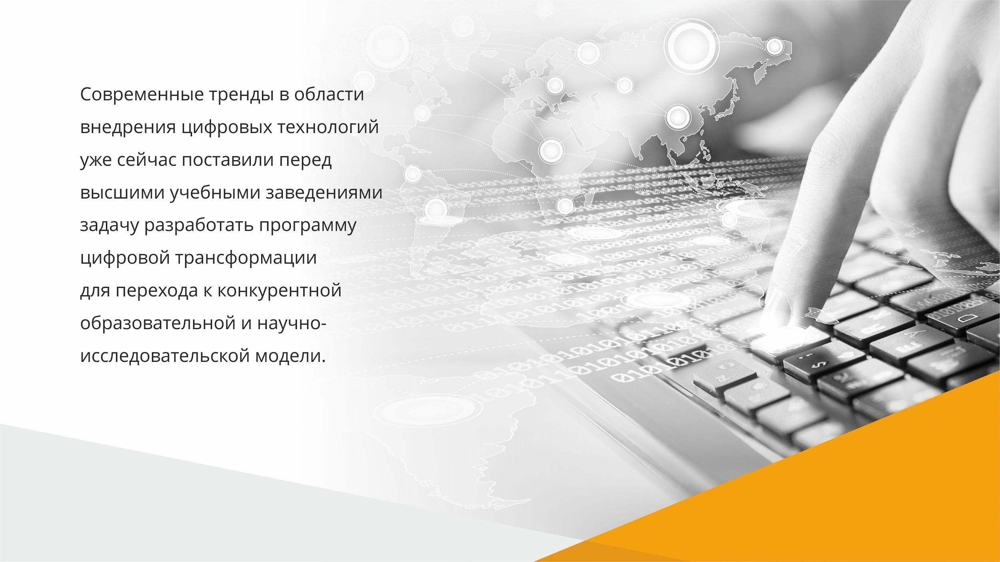 Современные тренды в области
внедрения цифровых технологий
уже сейчас поставили перед
высшими учебными заведениями
задачу разработать программу
цифровой трансформации
для перехода к конкурентной
образовательной и научно-
исследовательской модели.